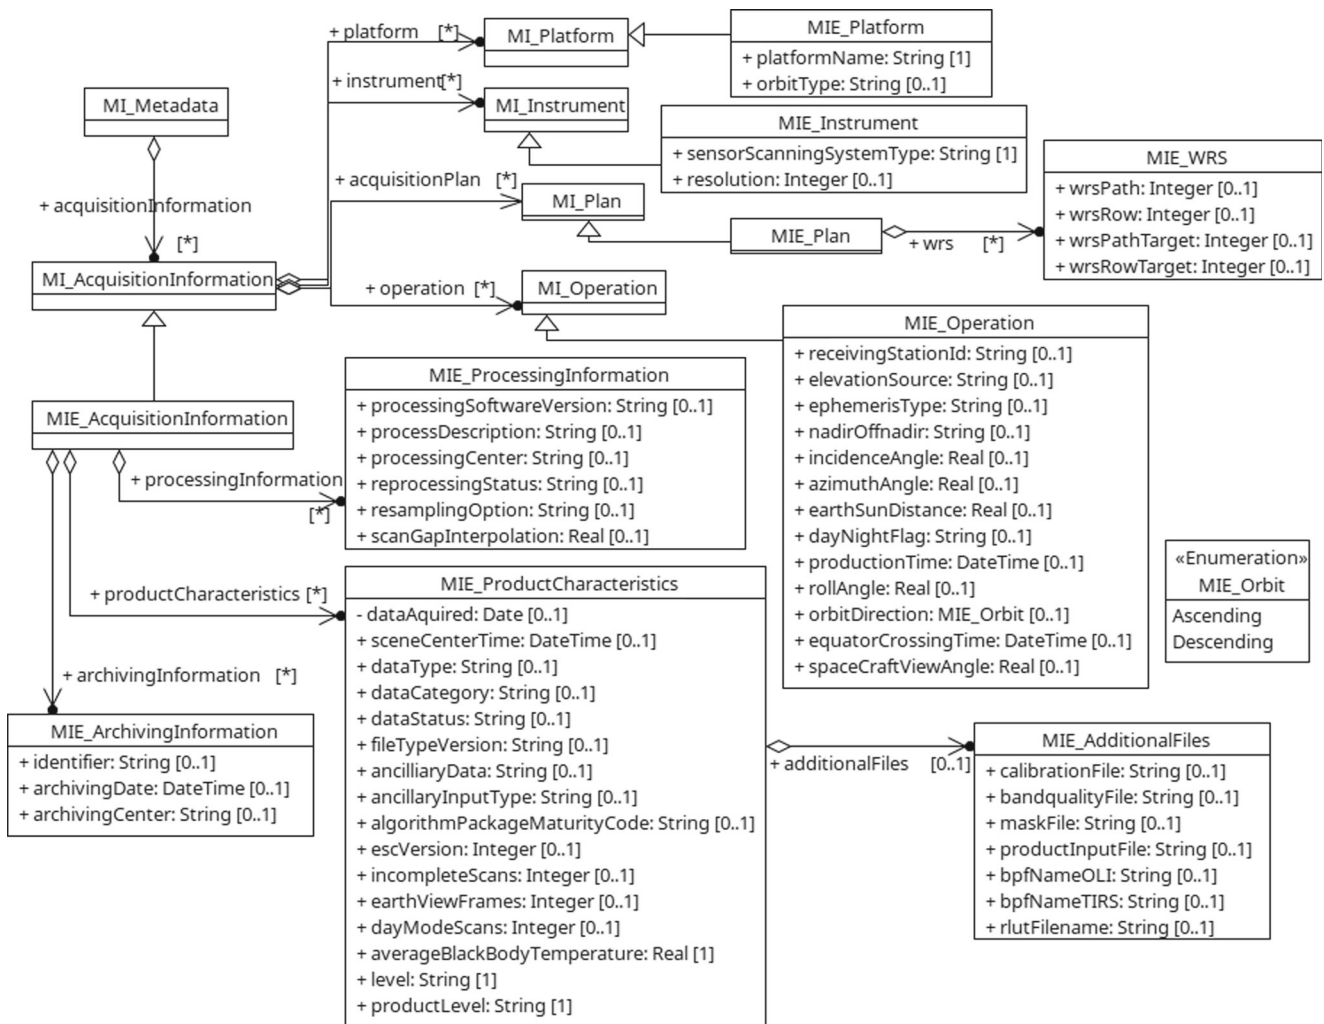 MI_Metadata
+ acquisitionInformation
[*]
MI_AcquisitionInformation
+ platform [*]
MI_Platform
MIE_Platform
+ platformName: String [1]
+ orbitType: String [0..1]
+ instrument[*]
MI_Instrument
MIE_Instrument
+ sensorScanningSystemType: String [1]
+ resolution: Integer [0..1]
+ acquisitionPlan [*]
MI_Plan
MIE_Plan
+ wrs [*]
MIE_WRS
+ wrsPath: Integer [0..1]
+ wrsRow: Integer [0..1]
+ wrsPathTarget: Integer [0..1]
+ wrsRowTarget: Integer [0..1]
+ operation [*]
MI_Operation
MIE_Operation
+ receivingStationId: String [0..1]
+ elevationSource: String [0..1]
+ ephemerisType: String [0..1]
+ nadirOffnadir: String [0..1]
+ incidenceAngle: Real [0..1]
+ azimuthAngle: Real [0..1]
+ earthSunDistance: Real [0..1]
+ dayNightFlag: String [0..1]
+ productionTime: DateTime [0..1]
+ rollAngle: Real [0..1]
+ orbitDirection: MIE_Orbit [0..1]
+ equatorCrossingTime: DateTime [0..1]
+ spaceCraftViewAngle: Real [0..1]
«Enumeration»
MIE_Orbit
Ascending
Descending
MIE_AcquisitionInformation
+ processingInformation
[*]
MIE_ProcessingInformation
+ processingSoftwareVersion: String [0..1]
+ processDescription: String [0..1]
+ processingCenter: String [0..1]
+ reprocessingStatus: String [0..1]
+ resamplingOption: String [0..1]
+ scanGapInterpolation: Real [0..1]
+ productCharacteristics [*]
MIE_ProductCharacteristics
- dataAquired: Date [0..1]
+ sceneCenterTime: DateTime [0..1]
+ dataType: String [0..1]
+ dataCategory: String [0..1]
+ dataStatus: String [0..1]
+ fileTypeVersion: String [0..1]
+ ancilliaryData: String [0..1]
+ ancillaryInputType: String [0..1]
+ algorithmPackageMaturityCode: String [0..1]
+ escVersion: Integer [0..1]
+ incompleteScans: Integer [0..1]
+ earthViewFrames: Integer [0..1]
+ dayModeScans: Integer [0..1]
+ averageBlackBodyTemperature: Real [1]
+ level: String [1]
+ productLevel: String [1]
+ archivingInformation [*]
MIE_ArchivingInformation
+ identifier: String [0..1]
+ archivingDate: DateTime [0..1]
+ archivingCenter: String [0..1]
+ additionalFiles [0..1]
MIE_AdditionalFiles
+ calibrationFile: String [0..1]
+ bandqualityFile: String [0..1]
+ maskFile: String [0..1]
+ productInputFile: String [0..1]
+ bpfNameOLI: String [0..1]
+ bpfNameTIRS: String [0..1]
+ rlutFilename: String [0..1]